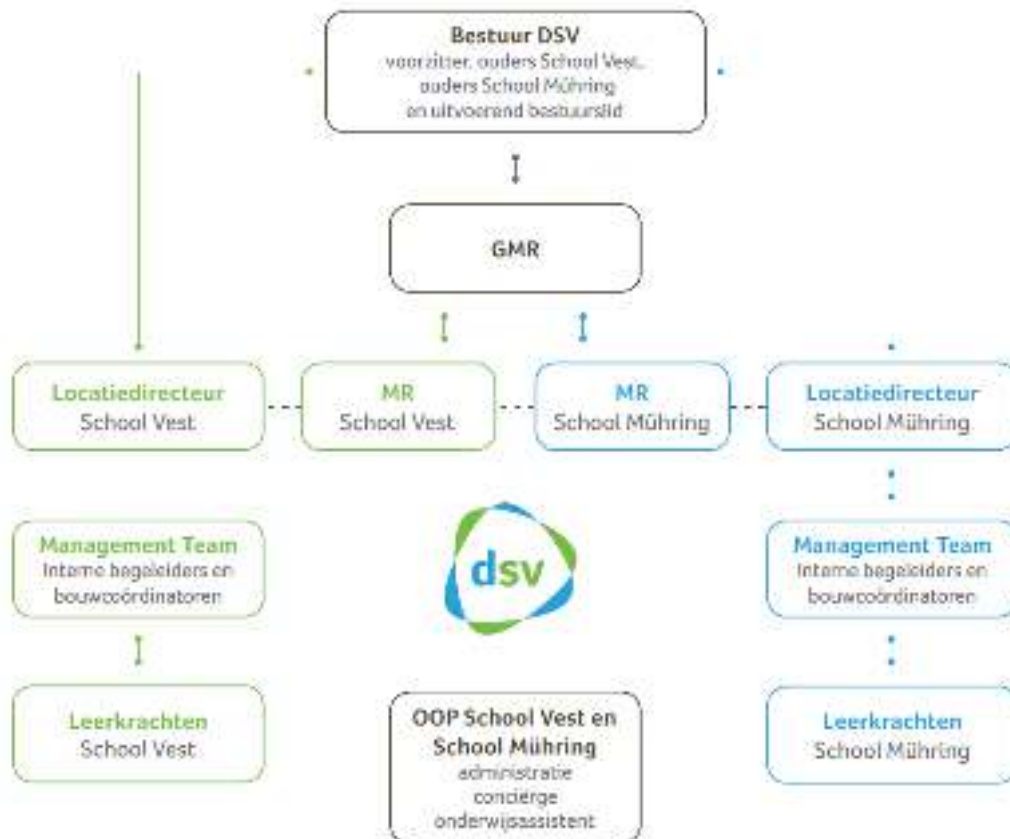 Bestuur DSV
voorzitter, ouders School Vest,
ouders School Mühring
en uitvoerend bestuurslid
GMR
Locatiedirecteur
School Vest
MR
School Vest
MR
School Mühring
Locatiedirecteur
School Mühring
Management Team
Interne begeleiders en
bouwcoördinatoren
dsv
Management Team
Interne begeleiders en
bouwcoördinatoren
Leerkrachten
School Vest
OOP School Vest en
School Mühring
administratie
conciërge
onderwijsassistent
Leerkrachten
School Mühring